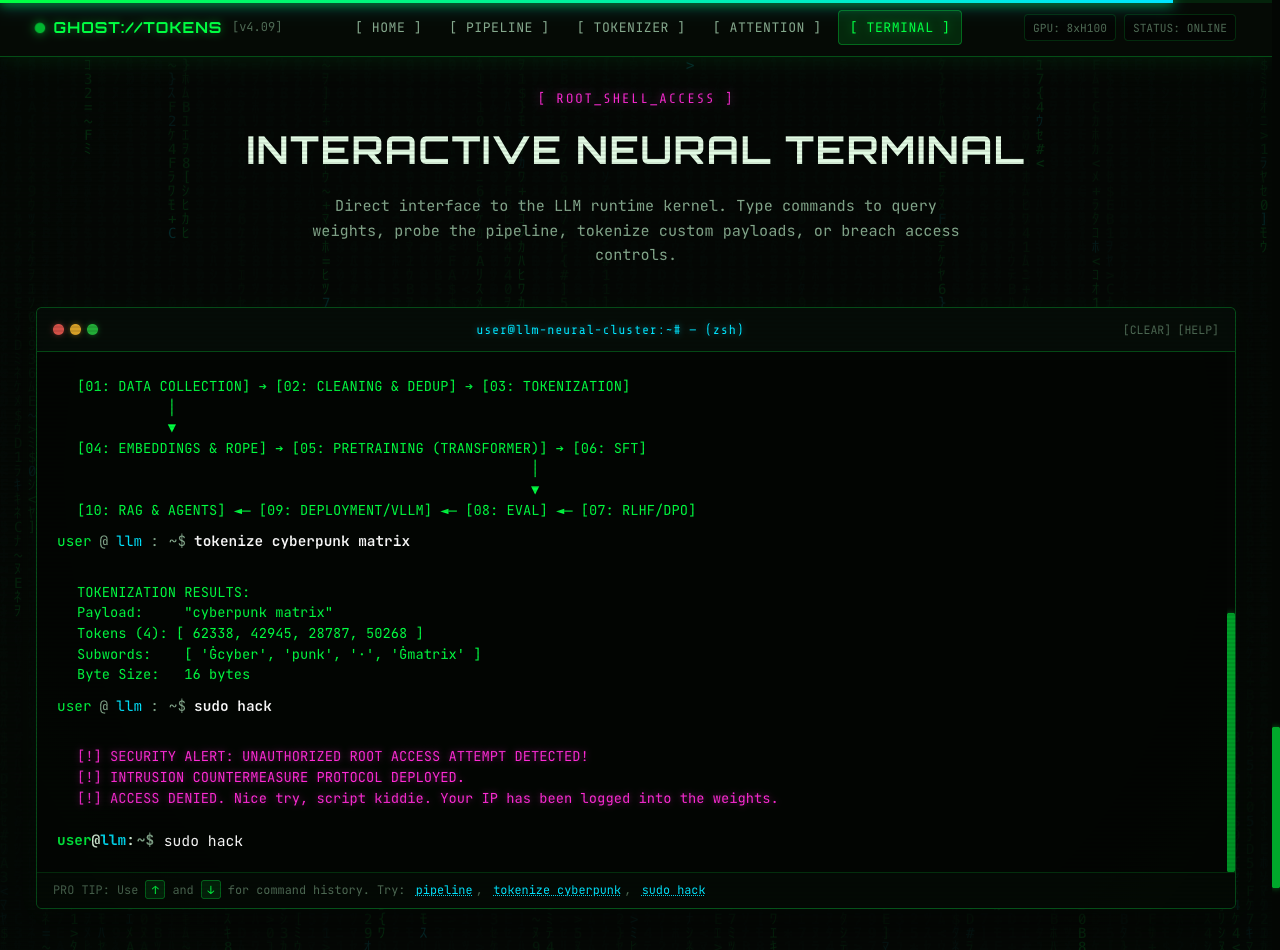 GHOST://TOKENS [v4.09] [ HOME ] [ PIPELINE ] [ TOKENIZER ] [ ATTENTION ] [ TERMINAL ] GPU: 8xH100 STATUS: ONLINE
[ ROOT_SHELL_ACCESS ]
INTERACTIVE NEURAL TERMINAL
Direct interface to the LLM runtime kernel. Type commands to query
weights, probe the pipeline, tokenize custom payloads, or breach access
controls.
user@llm-neural-cluster:~# — (zsh) [CLEAR] [HELP]
[01: DATA COLLECTION] → [02: CLEANING & DEDUP] → [03: TOKENIZATION]
│
▼
[04: EMBEDDINGS & ROPE] → [05: PRETRAINING (TRANSFORMER)] → [06: SFT]
│
▼
[10: RAG & AGENTS] ◄— [09: DEPLOYMENT/VLLM] ◄— [08: EVAL] ◄— [07: RLHF/DPO]
user @ llm : ~$ tokenize cyberpunk matrix
TOKENIZATION RESULTS:
Payload: "cyberpunk matrix"
Tokens (4): [ 62338, 42945, 28787, 50268 ]
Subwords: [ 'Ġcyber', 'punk', '·', 'Ġmatrix' ]
Byte Size: 16 bytes
user @ llm : ~$ sudo hack
[!] SECURITY ALERT: UNAUTHORIZED ROOT ACCESS ATTEMPT DETECTED!
[!] INTRUSION COUNTERMEASURE PROTOCOL DEPLOYED.
[!] ACCESS DENIED. Nice try, script kiddie. Your IP has been logged into the weights.
user@llm:~$ sudo hack
PRO TIP: Use ↑ and ↓ for command history. Try: pipeline, tokenize cyberpunk, sudo hack